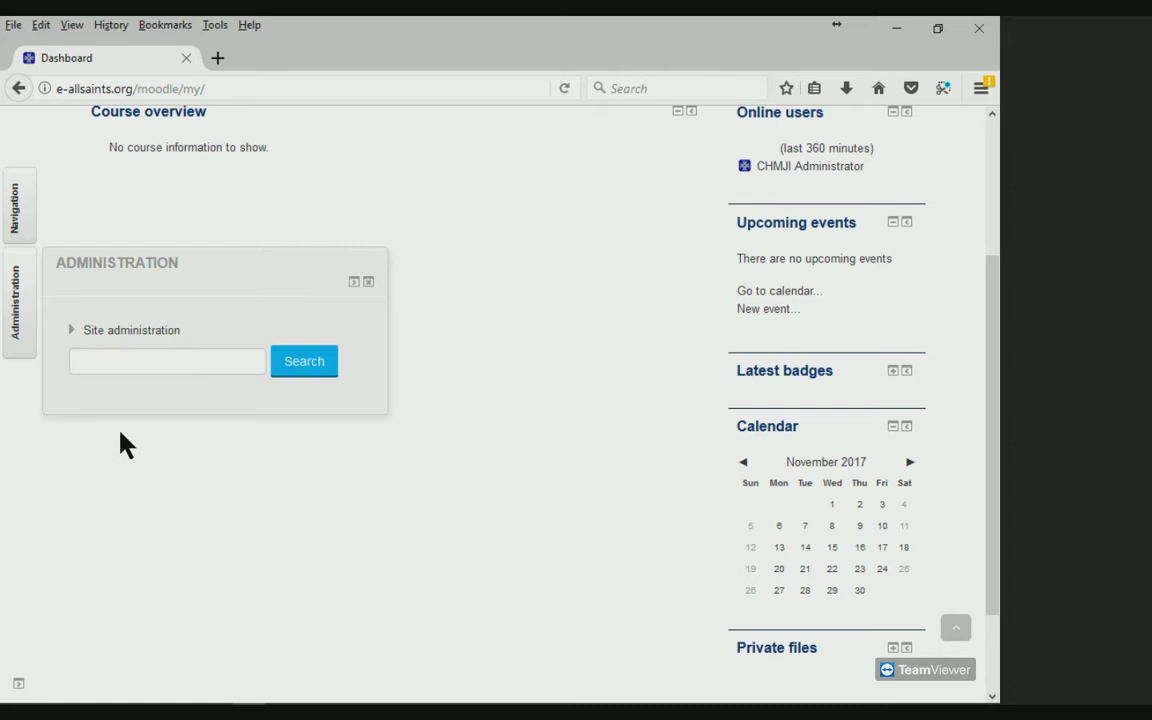 File Edit View History Bookmarks Tools Help
Dashboard
e-allsaints.org/moodle/my/
Search
Course overview
No course information to show.
Navigation
Administration
ADMINISTRATION
Site administration
Search
Online users
(last 360 minutes)
CHMJI Administrator
Upcoming events
There are no upcoming events
Go to calendar...
New event...
Latest badges
Calendar
November 2017
Sun Mon Tue Wed Thu Fri Sat
1 2 3 4
5 6 7 8 9 10 11
12 13 14 15 16 17 18
19 20 21 22 23 24 25
26 27 28 29 30
Private files
TeamViewer